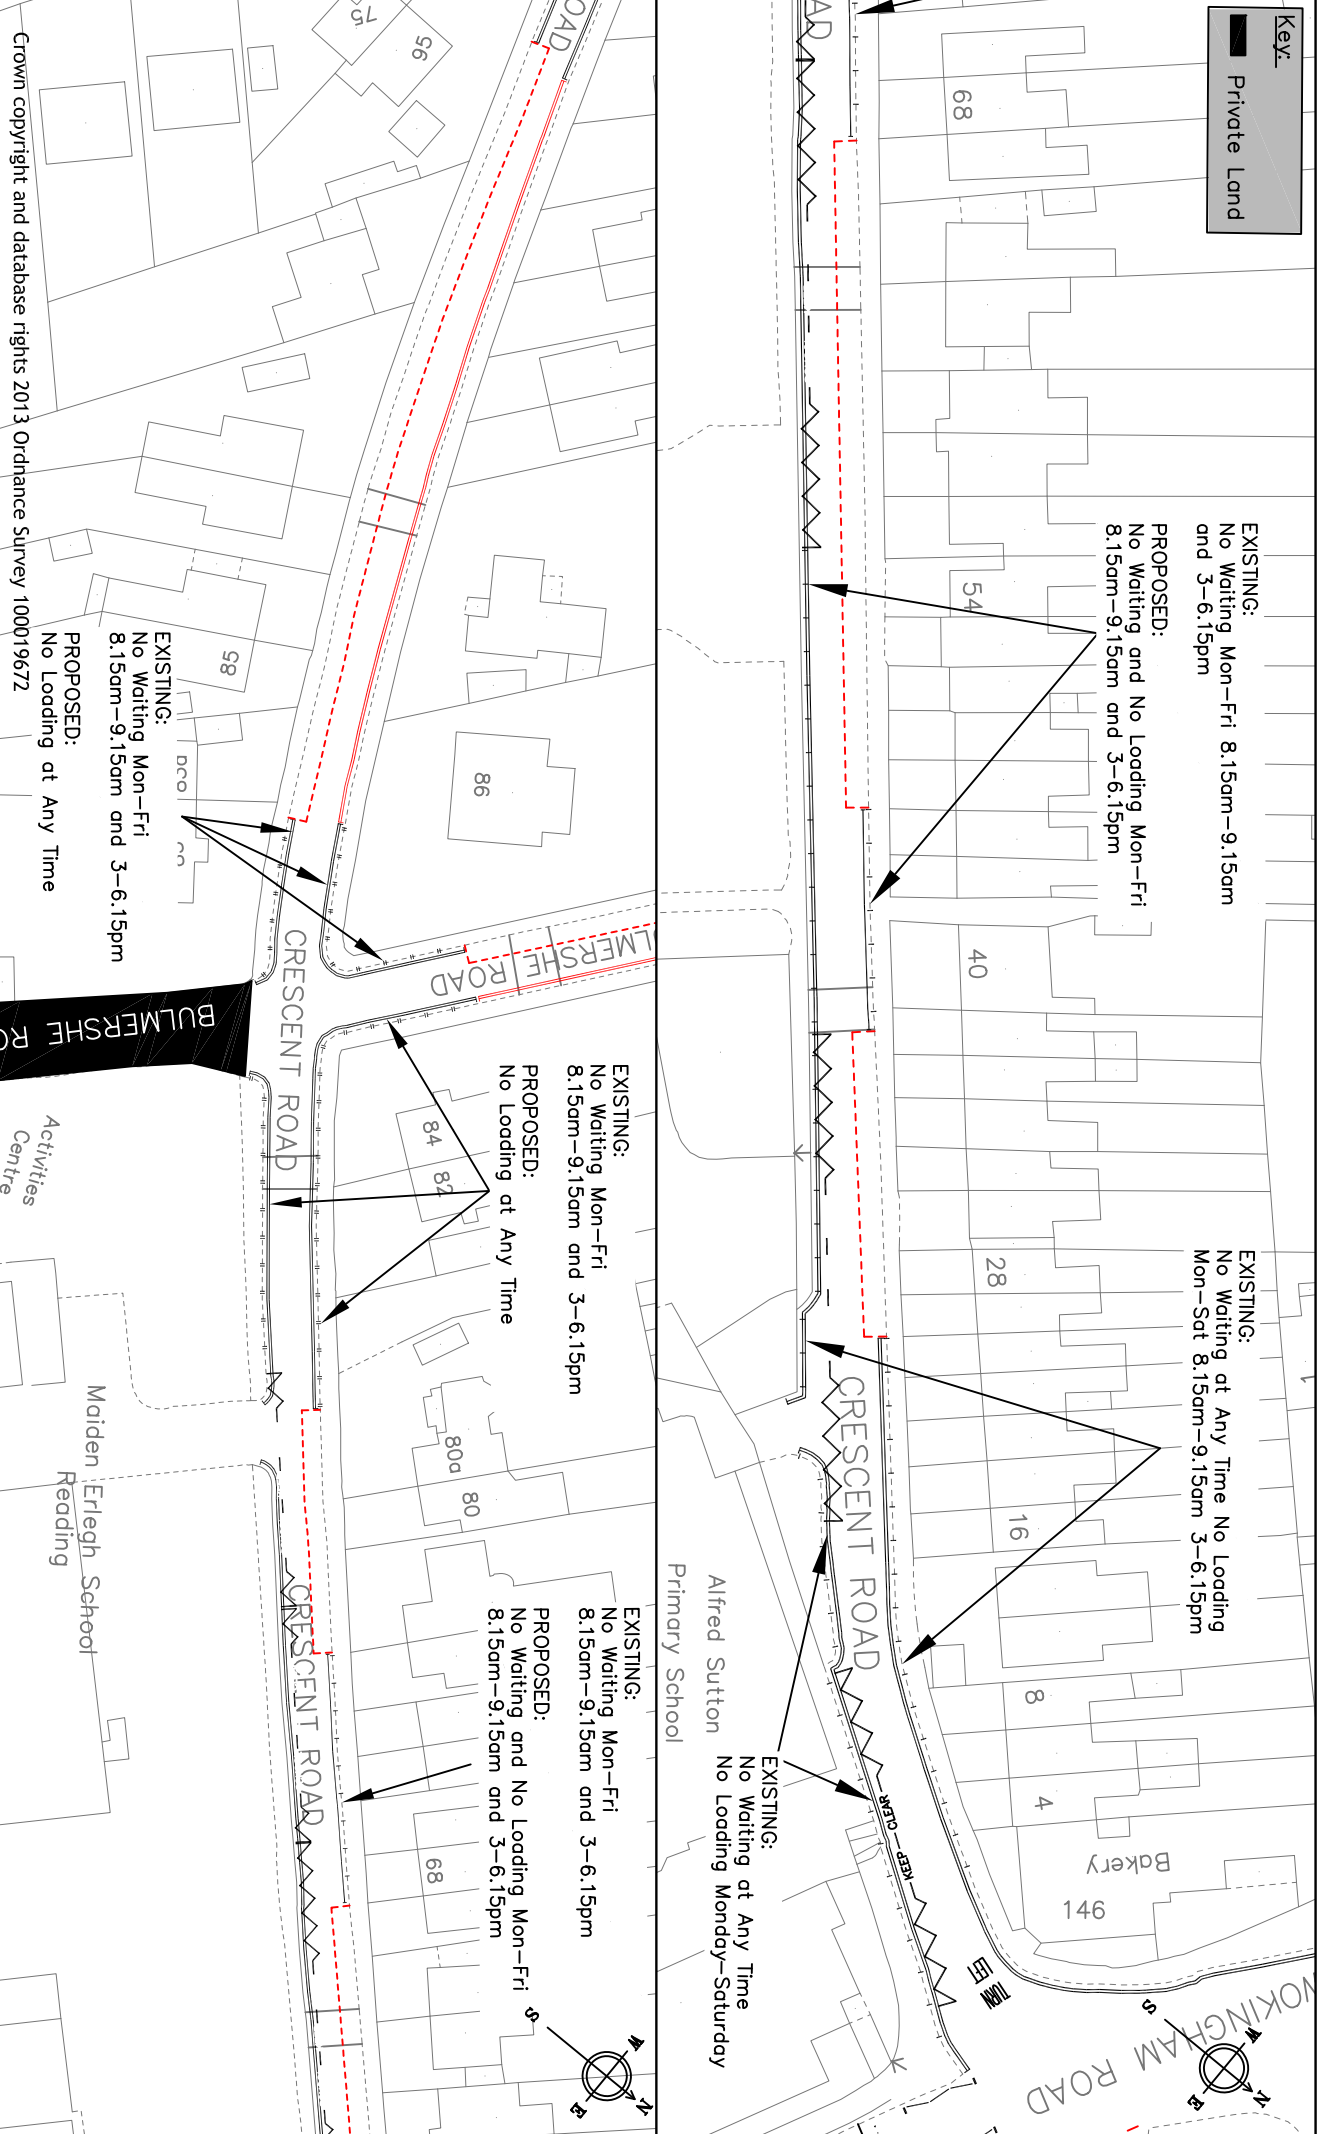 Key:
Private Land
ROAD
68
EXISTING:
No Waiting Mon-Fri 8.15am-9.15am
and 3-6.15pm
PROPOSED:
No Waiting and No Loading Mon-Fri
8.15am-9.15am and 3-6.15pm
54
40
28
EXISTING:
No Waiting at Any Time No Loading
Mon-Sat 8.15am-9.15am 3-6.15pm
16
8
4
Bakery
146
CRESCENT ROAD
KEEP CLEAR
TURN
LEFT
WOKINGHAM ROAD
Alfred Sutton
Primary School
EXISTING:
No Waiting at Any Time
No Loading Monday-Saturday
S
W
N
E
OAD
75
95
85
86
EXISTING:
No Waiting Mon-Fri
8.15am-9.15am and 3-6.15pm
PROPOSED:
No Loading at Any Time
CRESCENT ROAD
BULMERSHE RO
ULMERSHE ROAD
Activities
Centre
84
82
EXISTING:
No Waiting Mon-Fri
8.15am-9.15am and 3-6.15pm
PROPOSED:
No Loading at Any Time
80a
80
Maiden Erlegh School
Reading
CRESCENT ROAD
68
EXISTING:
No Waiting Mon-Fri
8.15am-9.15am and 3-6.15pm
PROPOSED:
No Waiting and No Loading Mon-Fri
8.15am-9.15am and 3-6.15pm
S
W
N
E
Crown copyright and database rights 2013 Ordnance Survey 100019672